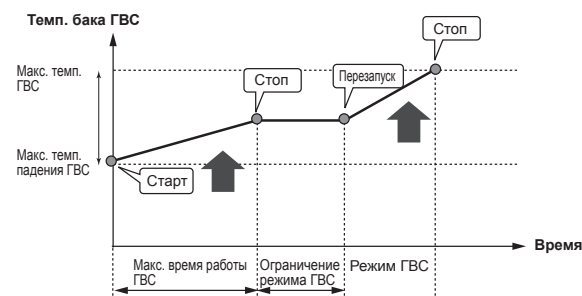 Темп. бака ГВС
Стоп
Макс. темп.
ГВС
Стоп
Перезапуск
Макс. темп.
падения ГВС
Старт
Время
Макс. время работы
ГВС
Ограничение
режима ГВС
Режим ГВС